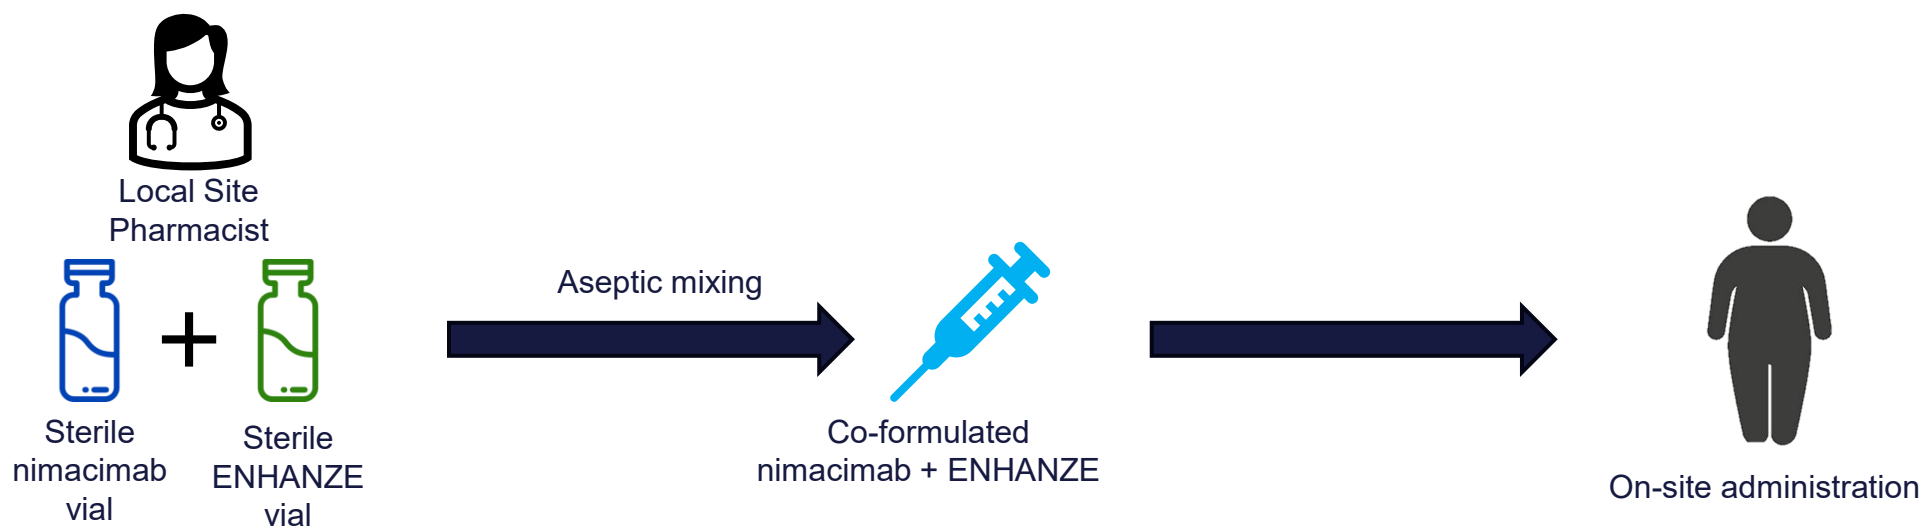 Local Site
Pharmacist
Sterile
nimacimab
vial
Sterile
ENHANZE
vial
Aseptic mixing
Co-formulated
nimacimab + ENHANZE
On-site administration